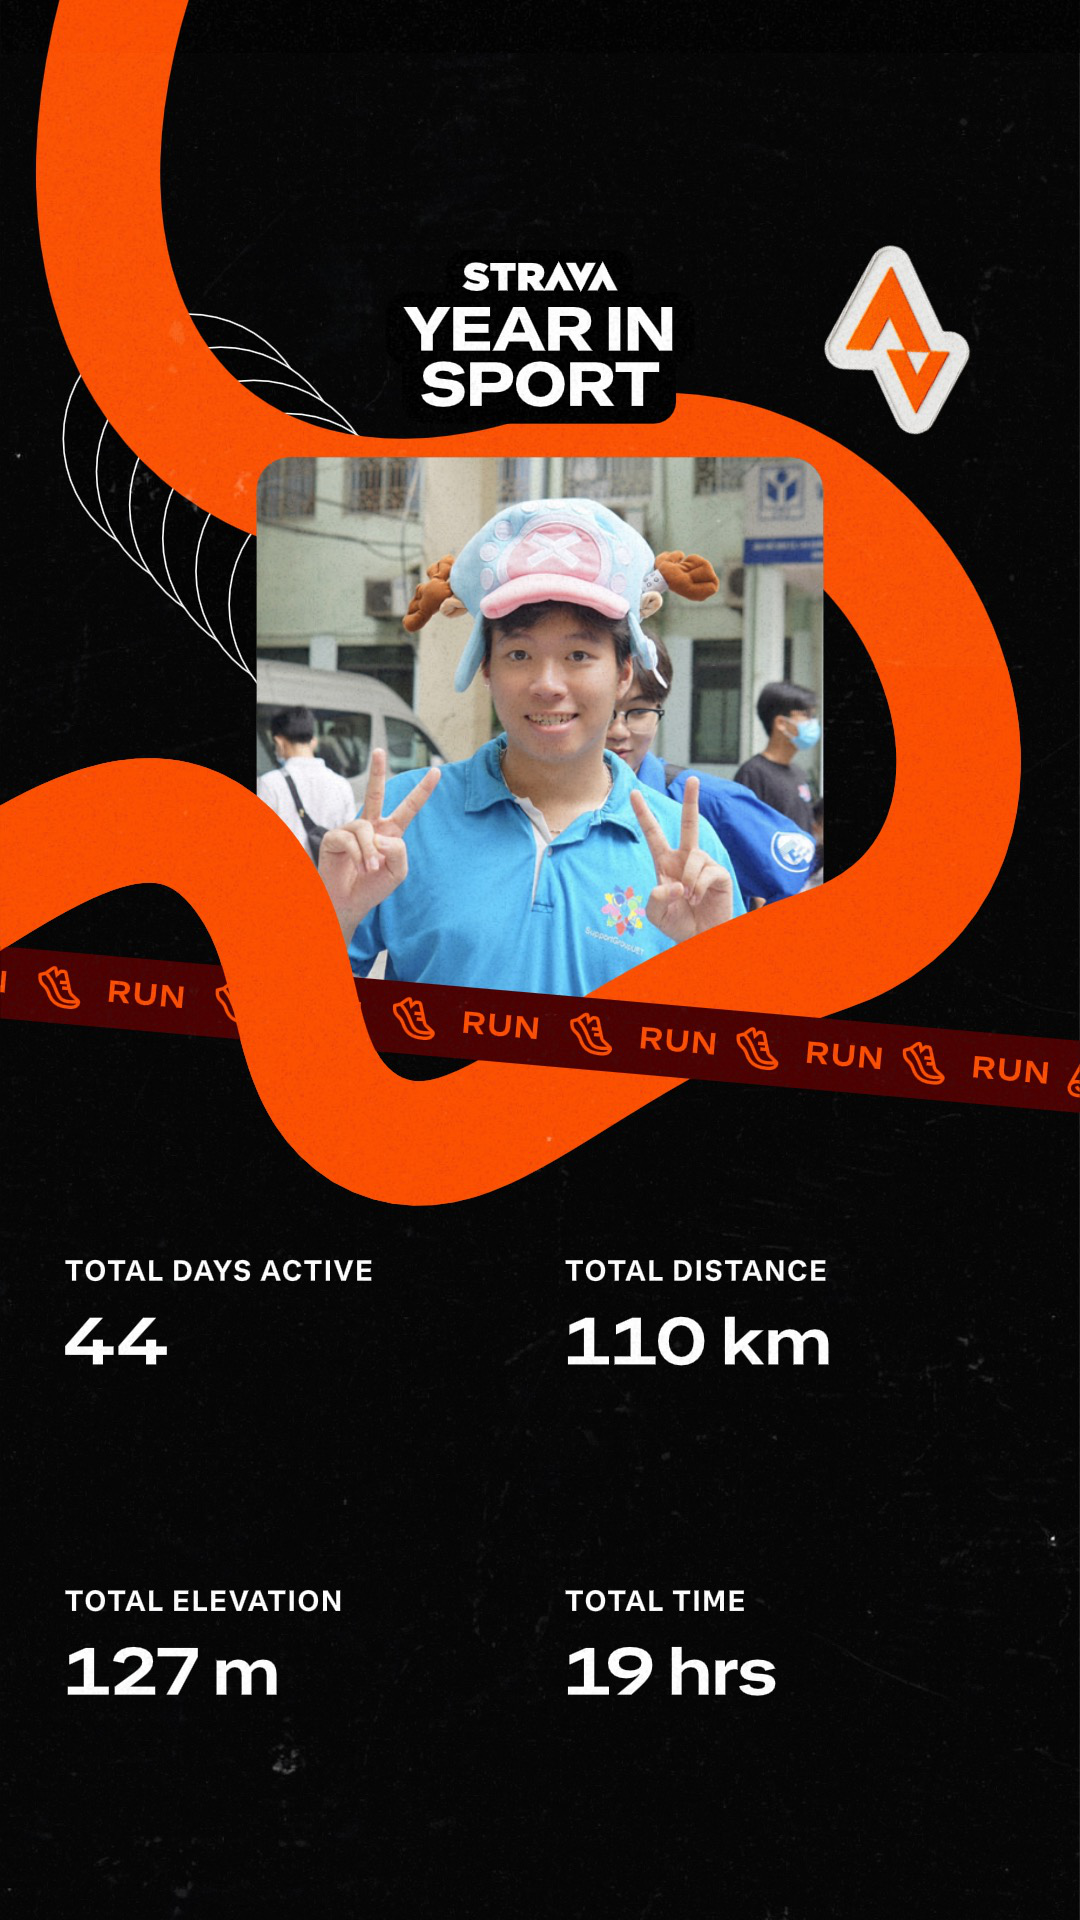 STRAVA
YEAR IN
SPORT
SupportGroupUET
RUN RUN RUN RUN RUN
TOTAL DAYS ACTIVE
44
TOTAL DISTANCE
110 km
TOTAL ELEVATION
127 m
TOTAL TIME
19 hrs